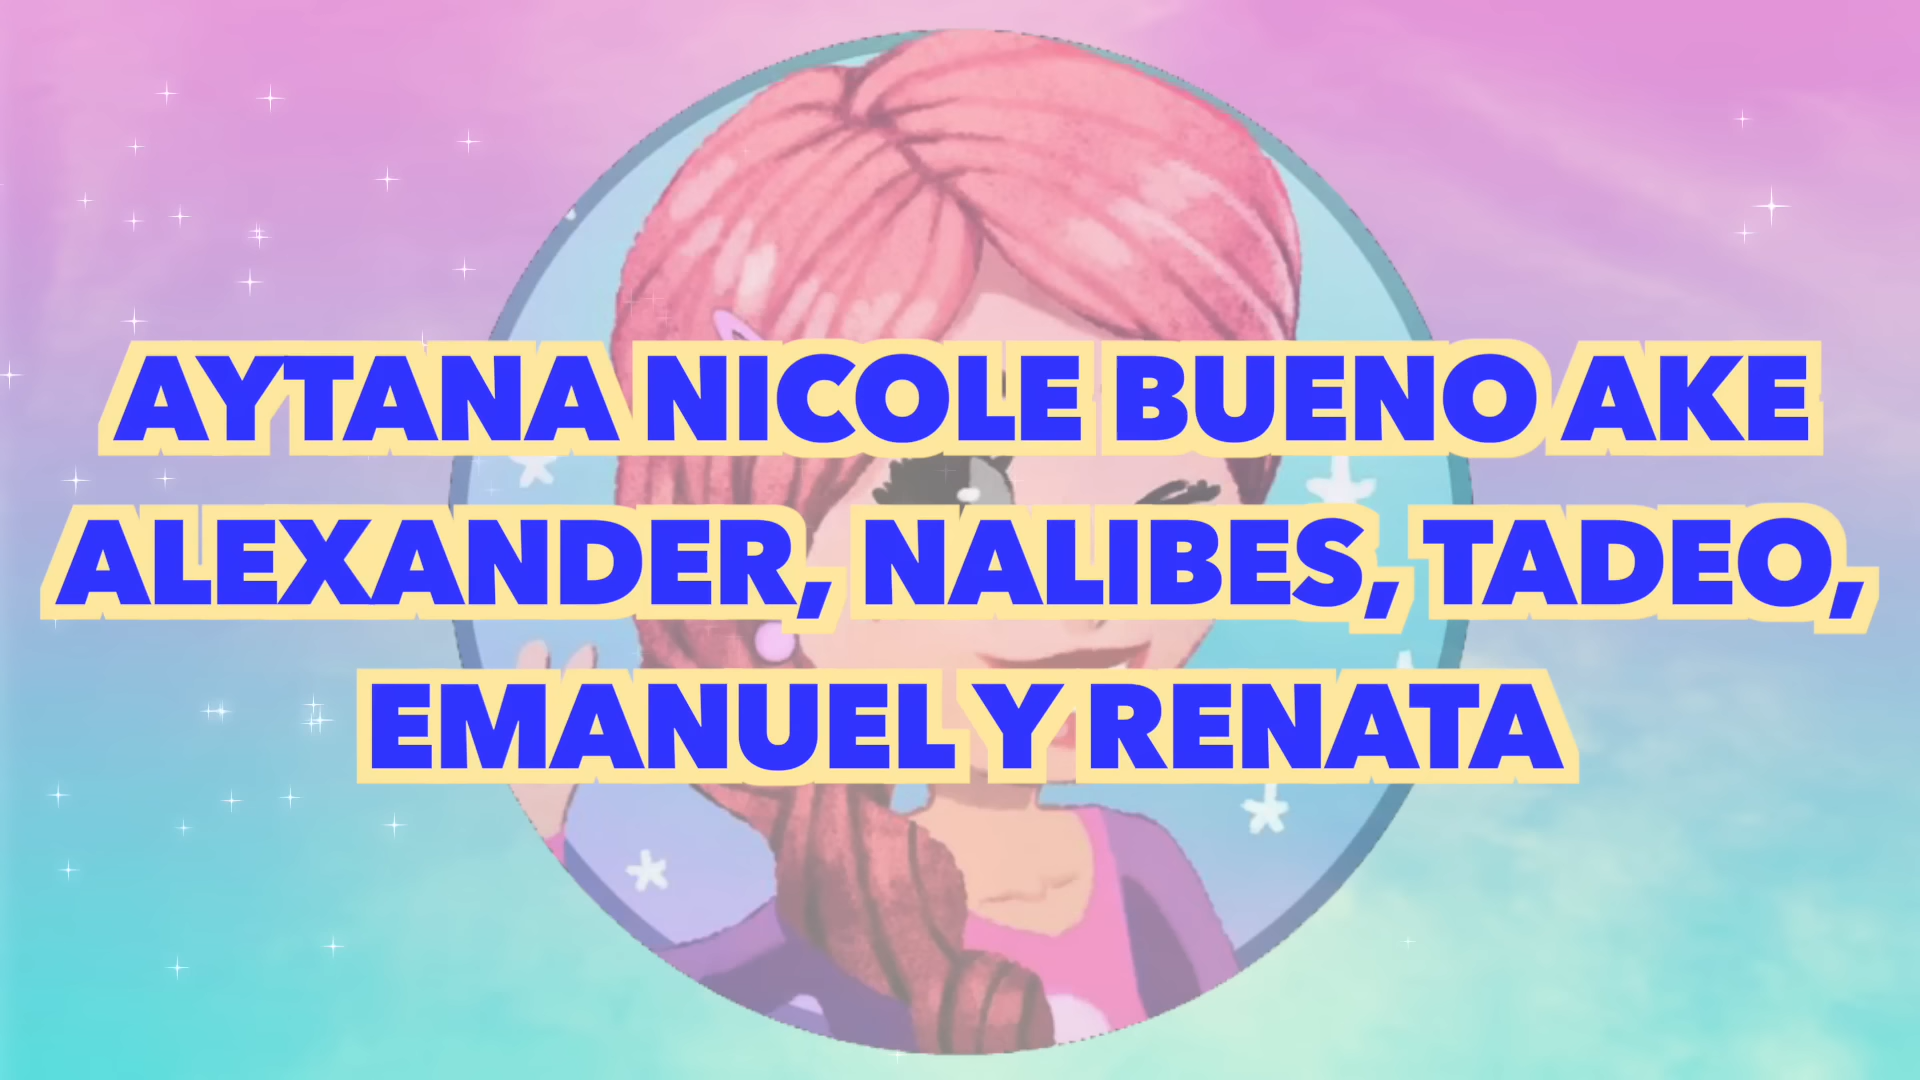 AYTANA NICOLE BUENO AKE
ALEXANDER, NALIBES, TADEO,
EMANUEL Y RENATA